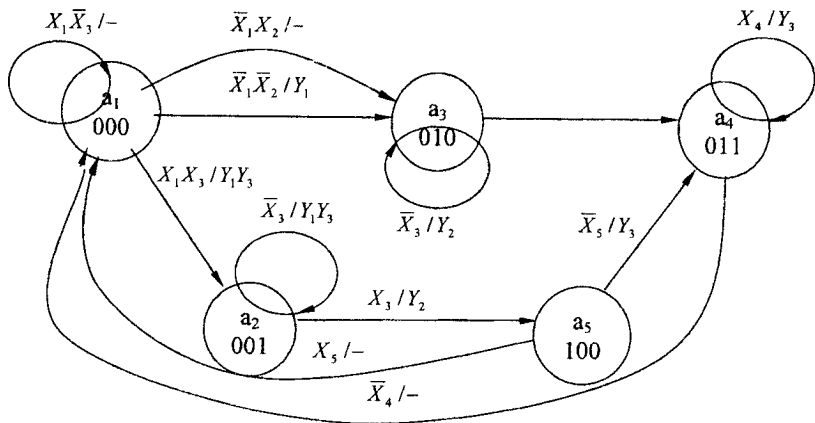 X₁X̅₃/–
X̅₁X₂/–
X₄/Y₃
X̅₁X̅₂/Y₁
a₁
000
a₃
010
a₄
011
X₁X₃/Y₁Y₃
X̅₃/Y₂
X̅₃/Y₁Y₃
X̅₅/Y₃
X₃/Y₂
a₂
001
a₅
100
X₅/–
X̅₄/–